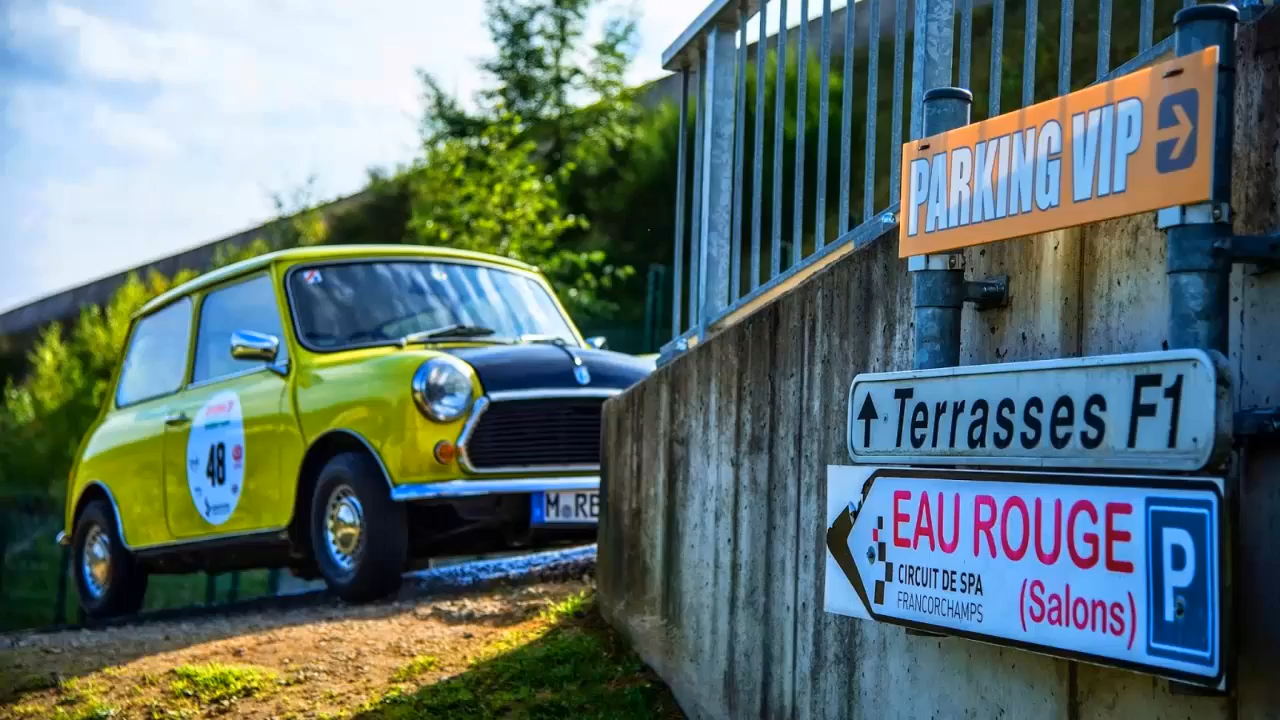 PARKING VIP
Terrasses F1
EAU ROUGE
CIRCUIT DE SPA
FRANCORCHAMPS
(Salons)
P
48